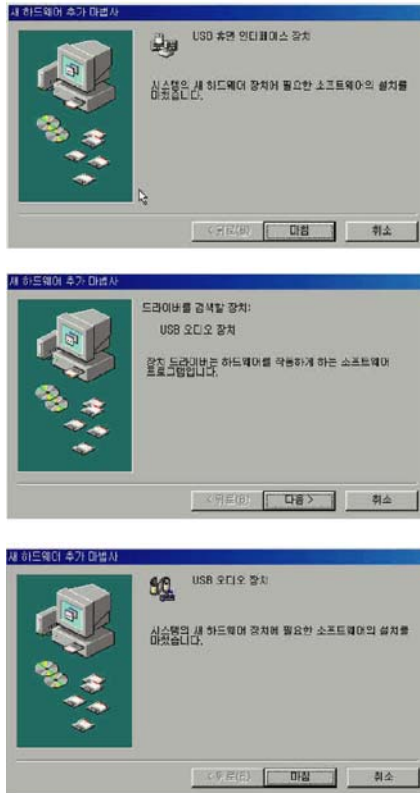 새 하드웨어 추가 마법사
USB 휴먼 인터페이스 장치
시스템의 새 하드웨어 장치에 필요한 소프트웨어의 설치를
마쳤습니다.
< 뒤로(B)
마침
취소
새 하드웨어 추가 마법사
드라이버를 검색할 장치:
USB 오디오 장치
장치 드라이버는 하드웨어를 작동하게 하는 소프트웨어
프로그램입니다.
< 뒤로(B)
다음 >
취소
새 하드웨어 추가 마법사
USB 오디오 장치
시스템의 새 하드웨어 장치에 필요한 소프트웨어의 설치를
마쳤습니다.
< 뒤로(B)
마침
취소